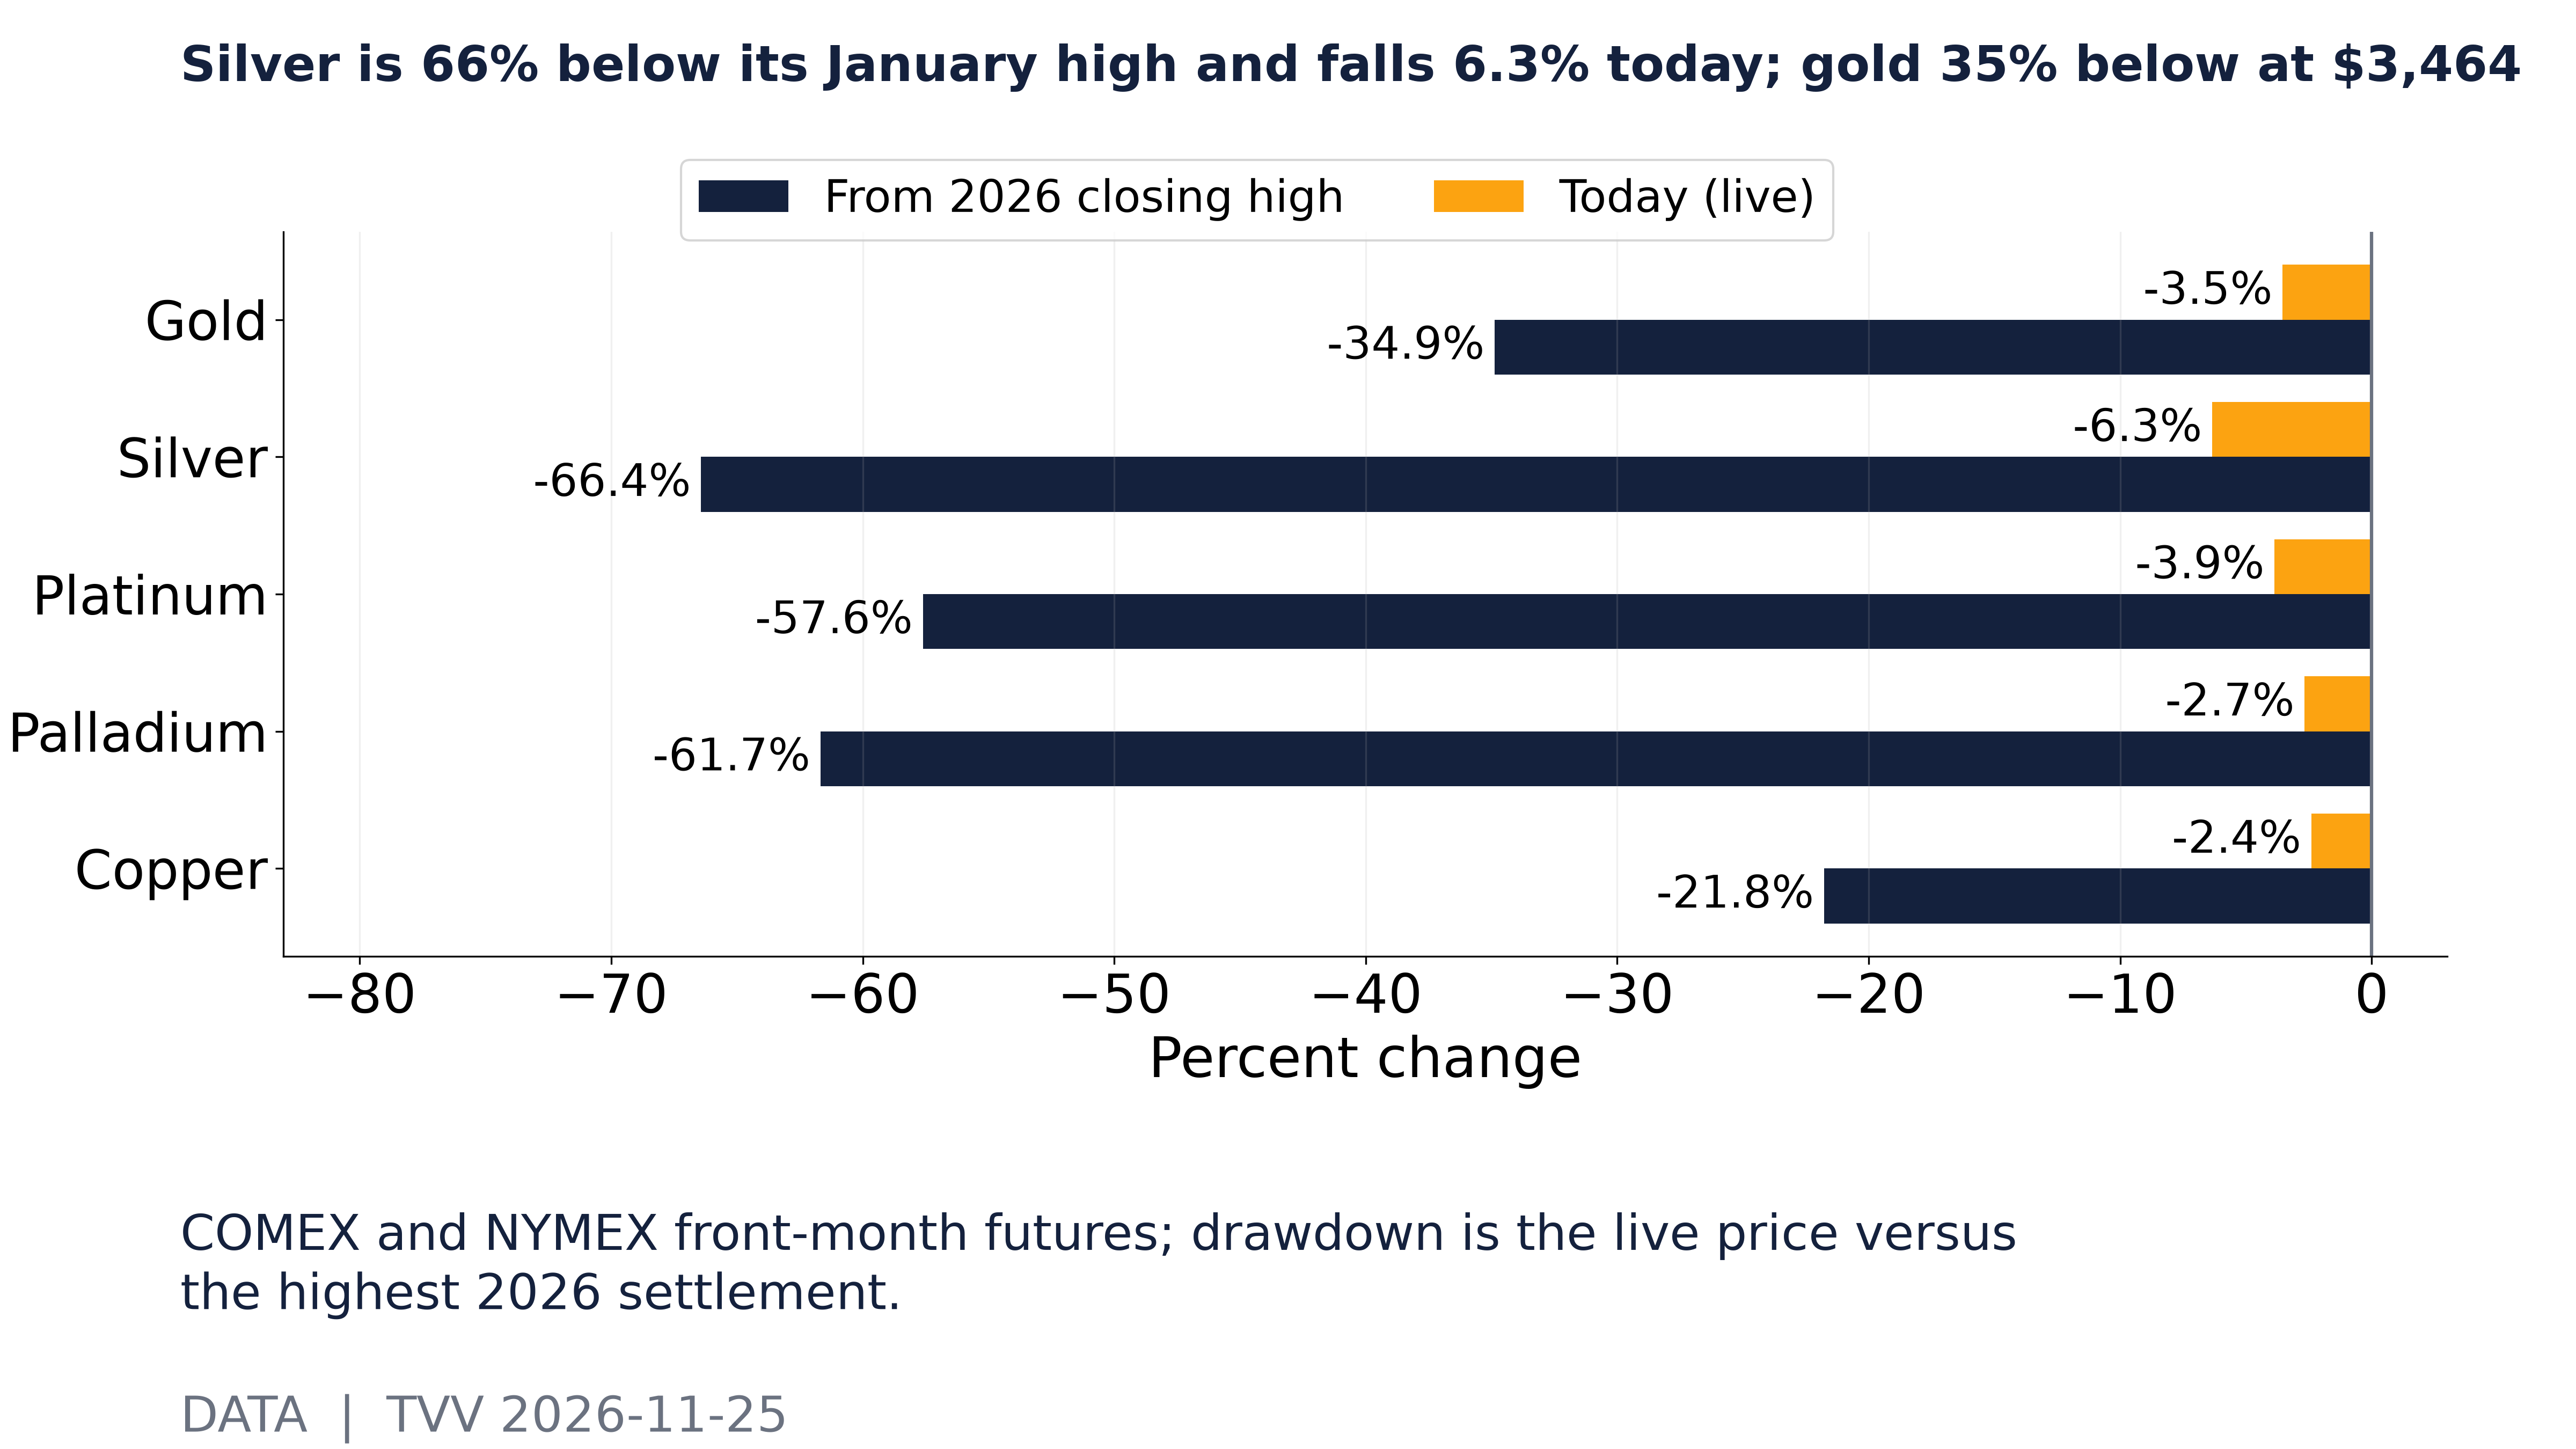 Silver is 66% below its January high and falls 6.3% today; gold 35% below at $3,464
From 2026 closing high
Today (live)
Gold
-3.5%
-34.9%
Silver
-6.3%
-66.4%
Platinum
-3.9%
-57.6%
Palladium
-2.7%
-61.7%
Copper
-2.4%
-21.8%
−80 −70 −60 −50 −40 −30 −20 −10 0
Percent change
COMEX and NYMEX front-month futures; drawdown is the live price versus
the highest 2026 settlement.
DATA | TVV 2026-11-25